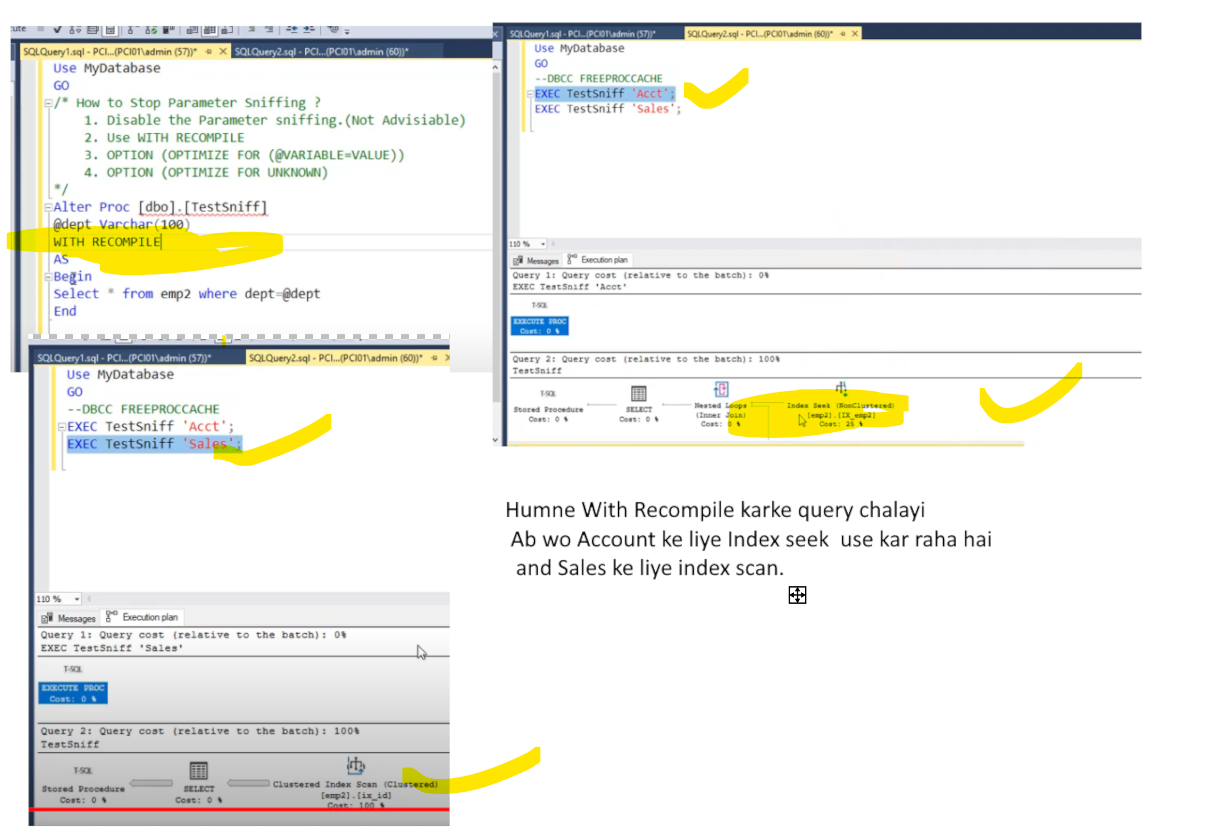 cute
SQLQuery1.sql - PCI...(PCI01\admin (57))*
SQLQuery2.sql - PCI...(PCI01\admin (60))*
Use MyDatabase
GO
/* How to Stop Parameter Sniffing ?
1. Disable the Parameter sniffing.(Not Advisiable)
2. Use WITH RECOMPILE
3. OPTION (OPTIMIZE FOR (@VARIABLE=VALUE))
4. OPTION (OPTIMIZE FOR UNKNOWN)
*/
Alter Proc [dbo].[TestSniff]
@dept Varchar(100)
WITH RECOMPILE
AS
Begin
Select * from emp2 where dept=@dept
End
SQLQuery1.sql - PCI...(PCI01\admin (57))*
SQLQuery2.sql - PCI...(PCI01\admin (60))*
Use MyDatabase
GO
--DBCC FREEPROCCACHE
EXEC TestSniff 'Acct';
EXEC TestSniff 'Sales';
110 %
Messages
Execution plan
Query 1: Query cost (relative to the batch): 0%
EXEC TestSniff 'Acct'
T-SQL
EXECUTE PROC
Cost: 0 %
Query 2: Query cost (relative to the batch): 100%
TestSniff
T-SQL
Stored Procedure
Cost: 0 %
SELECT
Cost: 0 %
Nested Loops
(Inner Join)
Cost: 0 %
Index Seek (NonClustered)
[emp2].[IX_emp2]
Cost: 25 %
SQLQuery1.sql - PCI...(PCI01\admin (57))*
SQLQuery2.sql - PCI...(PCI01\admin (60))*
Use MyDatabase
GO
--DBCC FREEPROCCACHE
EXEC TestSniff 'Acct';
EXEC TestSniff 'Sales';
110 %
Messages
Execution plan
Query 1: Query cost (relative to the batch): 0%
EXEC TestSniff 'Sales'
T-SQL
EXECUTE PROC
Cost: 0 %
Query 2: Query cost (relative to the batch): 100%
TestSniff
T-SQL
Stored Procedure
Cost: 0 %
SELECT
Cost: 0 %
Clustered Index Scan (Clustered)
[emp2].[ix_id]
Cost: 100 %
Humne With Recompile karke query chalayi
Ab wo Account ke liye Index seek use kar raha hai
and Sales ke liye index scan.